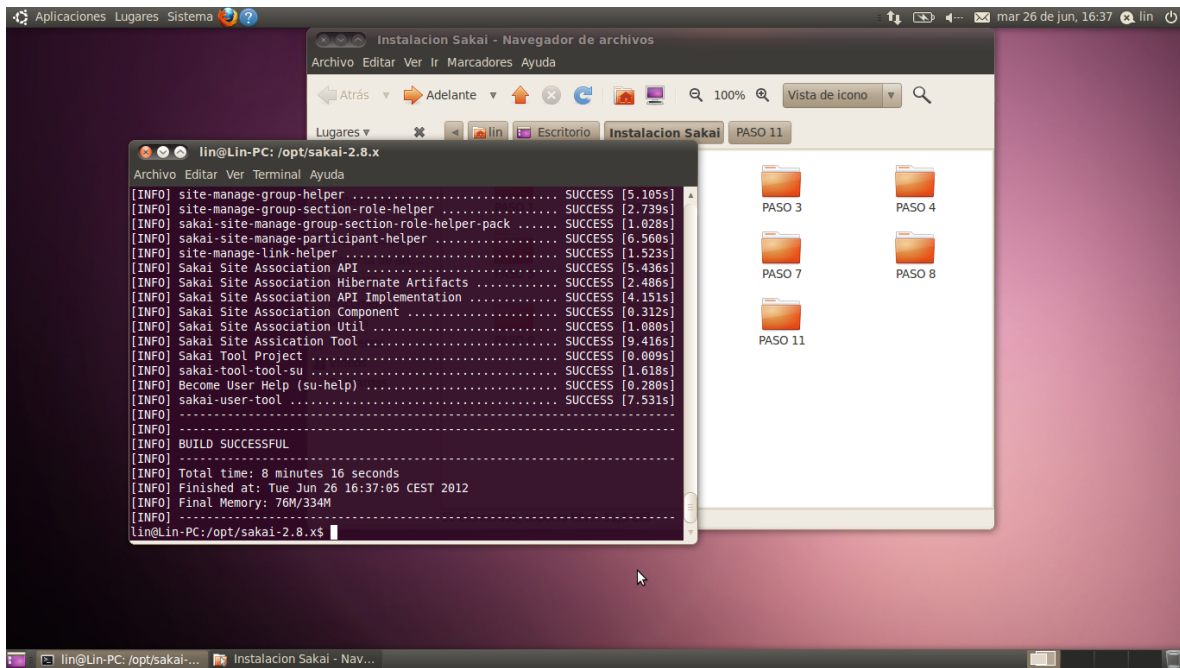 Aplicaciones Lugares Sistema mar 26 de jun, 16:37 lin
Instalacion Sakai - Navegador de archivos
Archivo Editar Ver Ir Marcadores Ayuda
Atrás Adelante 100% Vista de icono
Lugares lin Escritorio Instalacion Sakai PASO 11
PASO 3 PASO 4
PASO 7 PASO 8
PASO 11
lin@Lin-PC: /opt/sakai-2.8.x
Archivo Editar Ver Terminal Ayuda
[INFO] site-manage-group-helper ............................... SUCCESS [5.105s]
[INFO] site-manage-group-section-role-helper ................. SUCCESS [2.739s]
[INFO] sakai-site-manage-group-section-role-helper-pack ...... SUCCESS [1.028s]
[INFO] sakai-site-manage-participant-helper .................. SUCCESS [6.560s]
[INFO] site-manage-link-helper ............................... SUCCESS [1.523s]
[INFO] Sakai Site Association API ............................ SUCCESS [5.436s]
[INFO] Sakai Site Association Hibernate Artifacts ............ SUCCESS [2.486s]
[INFO] Sakai Site Association API Implementation ............. SUCCESS [4.151s]
[INFO] Sakai Site Association Component ...................... SUCCESS [0.312s]
[INFO] Sakai Site Association Util ........................... SUCCESS [1.080s]
[INFO] Sakai Site Assication Tool ............................ SUCCESS [9.416s]
[INFO] Sakai Tool Project .................................... SUCCESS [0.009s]
[INFO] sakai-tool-tool-su .................................... SUCCESS [1.618s]
[INFO] Become User Help (su-help) ............................ SUCCESS [0.280s]
[INFO] sakai-user-tool ....................................... SUCCESS [7.531s]
[INFO] ------------------------------------------------------------------------
[INFO] ------------------------------------------------------------------------
[INFO] BUILD SUCCESSFUL
[INFO] ------------------------------------------------------------------------
[INFO] Total time: 8 minutes 16 seconds
[INFO] Finished at: Tue Jun 26 16:37:05 CEST 2012
[INFO] Final Memory: 76M/334M
[INFO] ------------------------------------------------------------------------
lin@Lin-PC:/opt/sakai-2.8.x$
lin@Lin-PC: /opt/sakai-... Instalacion Sakai - Nav...